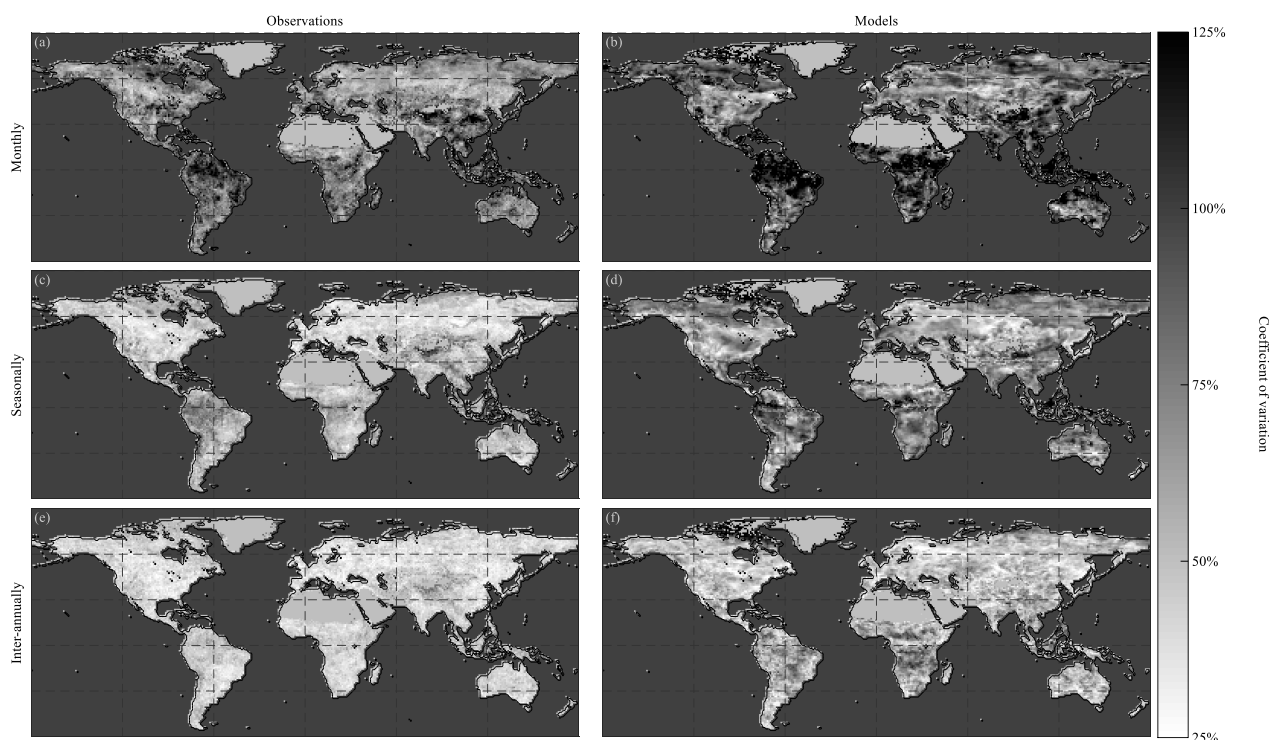 Observations
Models
(a)
(b)
125%
Monthly
100%
(c)
(d)
Seasonally
75%
Coefficient of variation
(e)
(f)
50%
Inter-annually
25%